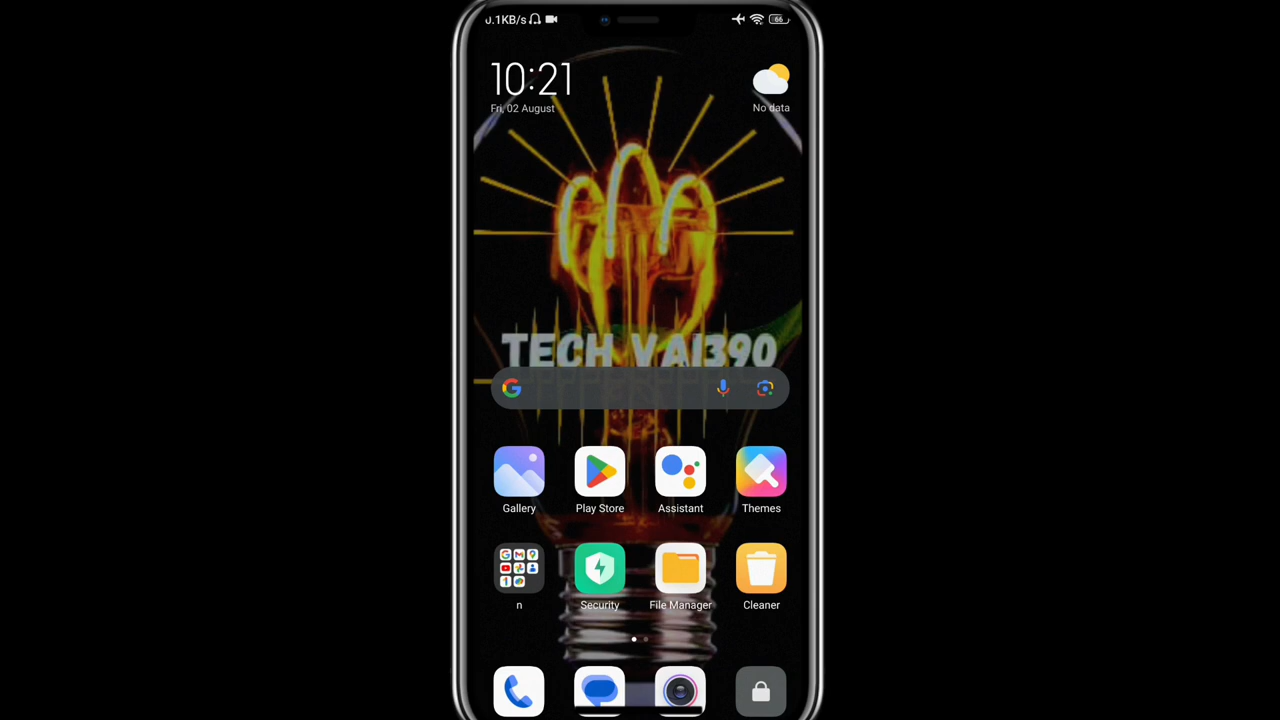 0.1KB/s
66
10:21
Fri, 02 August
No data
TECH VAI390
Gallery
Play Store
Assistant
Themes
n
Security
File Manager
Cleaner